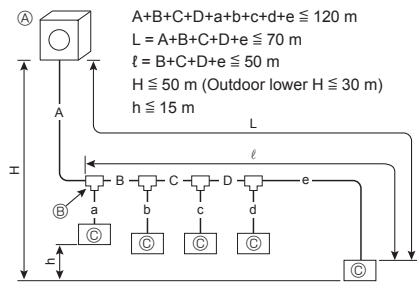 Ⓐ
A+B+C+D+a+b+c+d+e ≦ 120 m
L = A+B+C+D+e ≦ 70 m
ℓ = B+C+D+e ≦ 50 m
H ≦ 50 m (Outdoor lower H ≦ 30 m)
h ≦ 15 m
A
L
H
ℓ
B C D e
Ⓑ a b c d
Ⓒ Ⓒ Ⓒ Ⓒ
h
Ⓒ